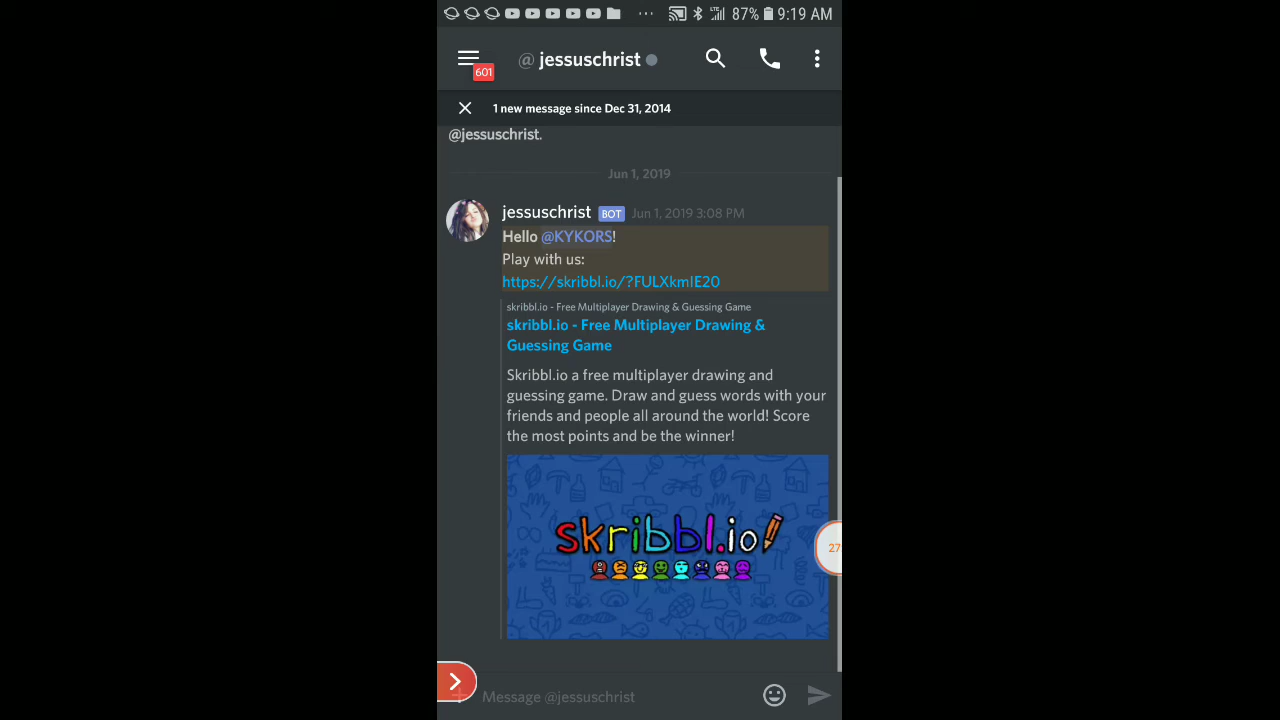 87% 9:19 AM
LTE
601
@ jessuschrist
1 new message since Dec 31, 2014
@jessuschrist.
Jun 1, 2019
jessuschrist BOT Jun 1, 2019 3:08 PM
Hello @KYKORS!
Play with us:
https://skribbl.io/?FULXkmIE20
skribbl.io - Free Multiplayer Drawing & Guessing Game
skribbl.io - Free Multiplayer Drawing &
Guessing Game
Skribbl.io a free multiplayer drawing and
guessing game. Draw and guess words with your
friends and people all around the world! Score
the most points and be the winner!
skribbl.io
27
Message @jessuschrist